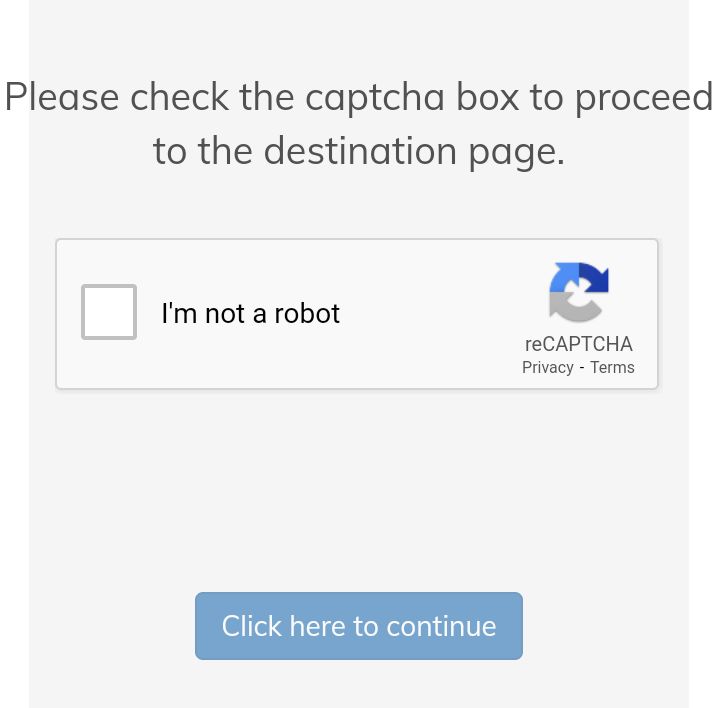 Please check the captcha box to proceed
to the destination page.
I'm not a robot
reCAPTCHA
Privacy - Terms
Click here to continue